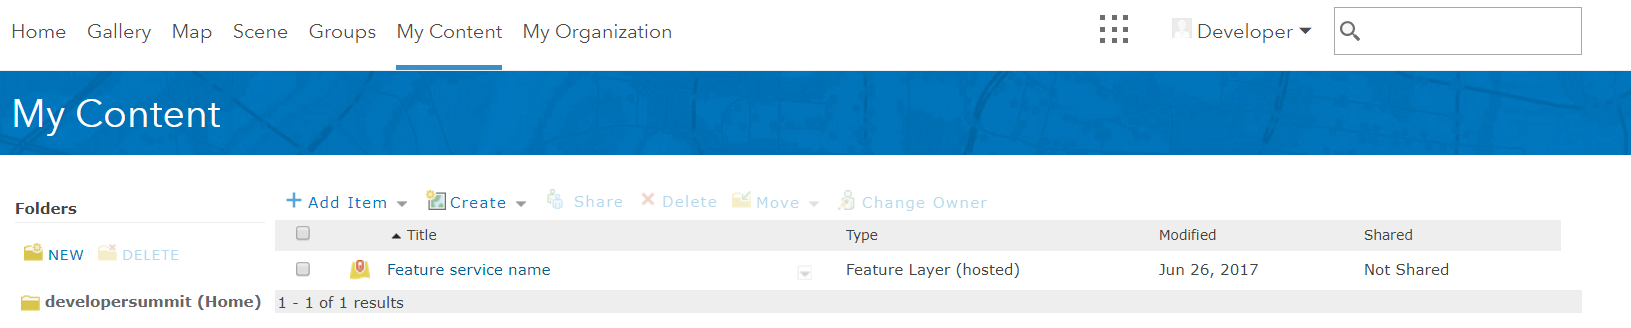 Home Gallery Map Scene Groups My Content My Organization Developer
My Content
Folders
NEW DELETE
developersummit (Home)
Add Item Create Share Delete Move Change Owner
Title Type Modified Shared
Feature service name Feature Layer (hosted) Jun 26, 2017 Not Shared
1 - 1 of 1 results